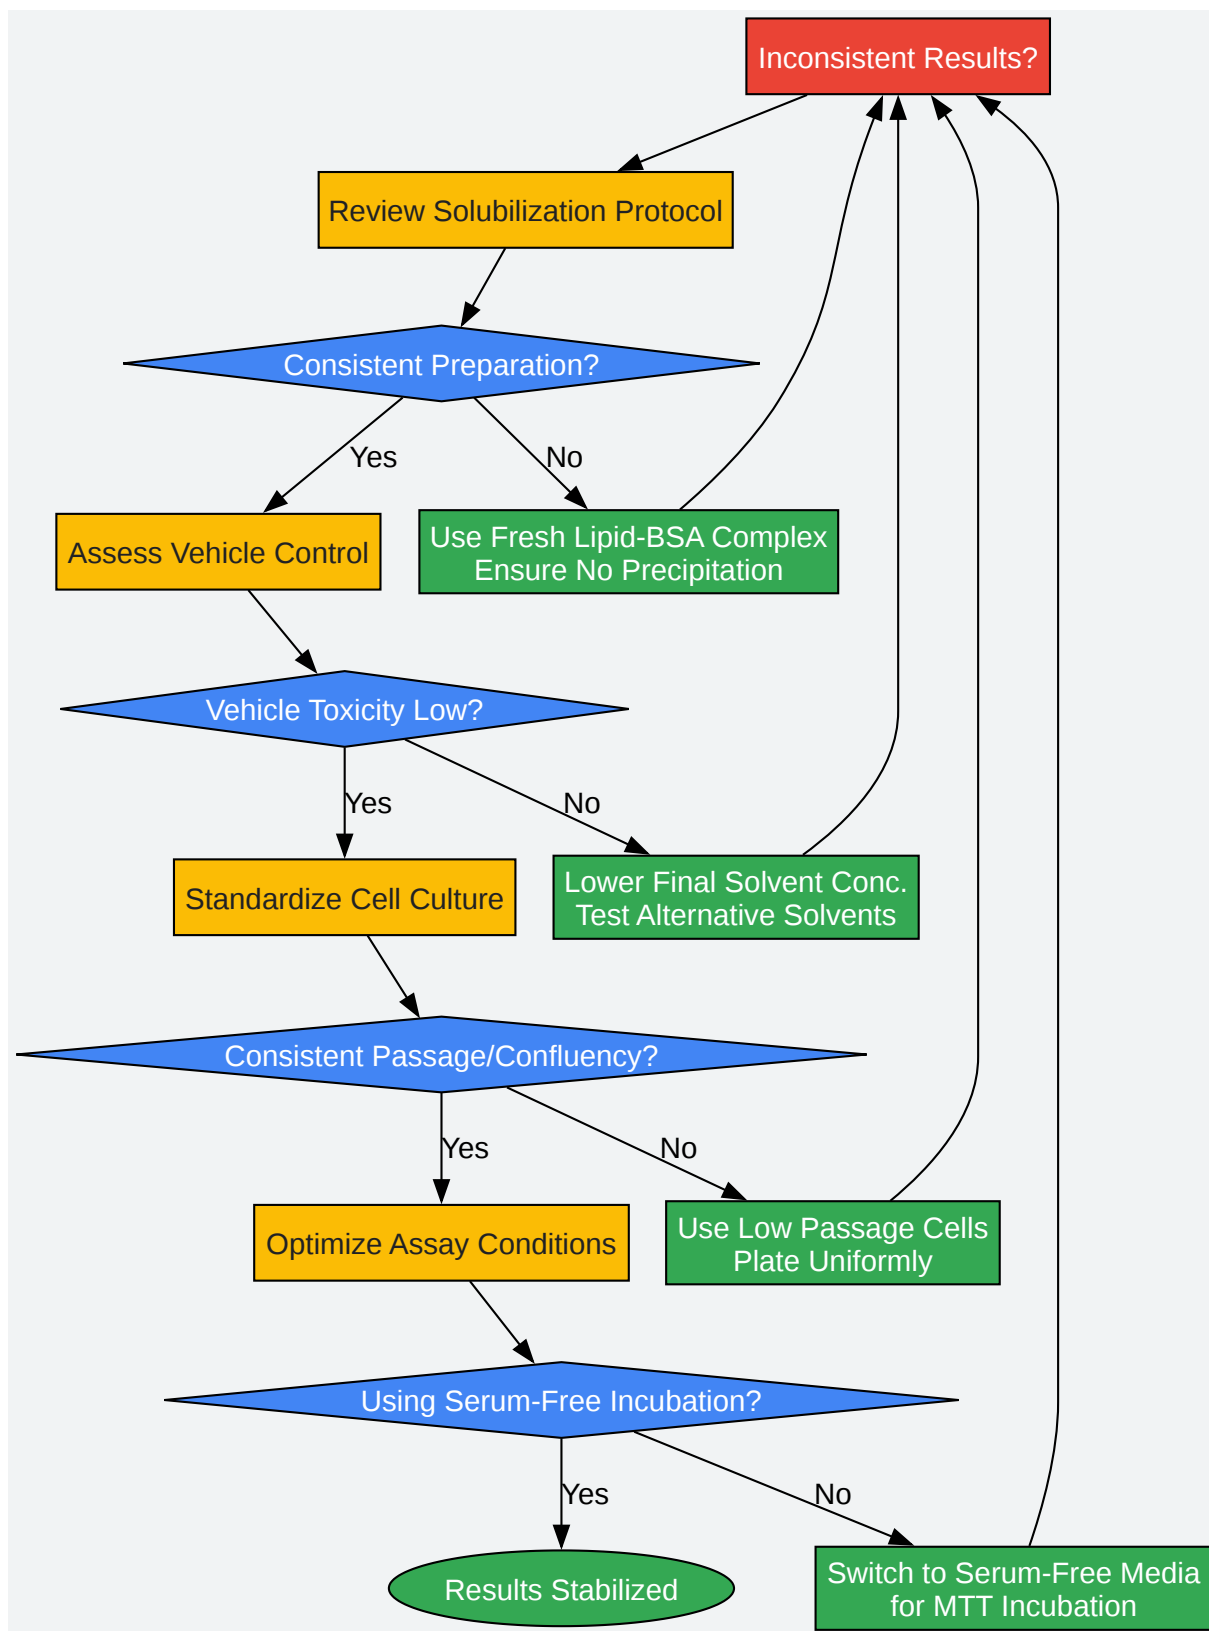 Inconsistent Results?
Review Solubilization Protocol
Consistent Preparation?
Yes
No
Assess Vehicle Control
Use Fresh Lipid-BSA Complex
Ensure No Precipitation
Vehicle Toxicity Low?
Yes
No
Standardize Cell Culture
Lower Final Solvent Conc.
Test Alternative Solvents
Consistent Passage/Confluency?
Yes
No
Optimize Assay Conditions
Use Low Passage Cells
Plate Uniformly
Using Serum-Free Incubation?
Yes
No
Results Stabilized
Switch to Serum-Free Media
for MTT Incubation